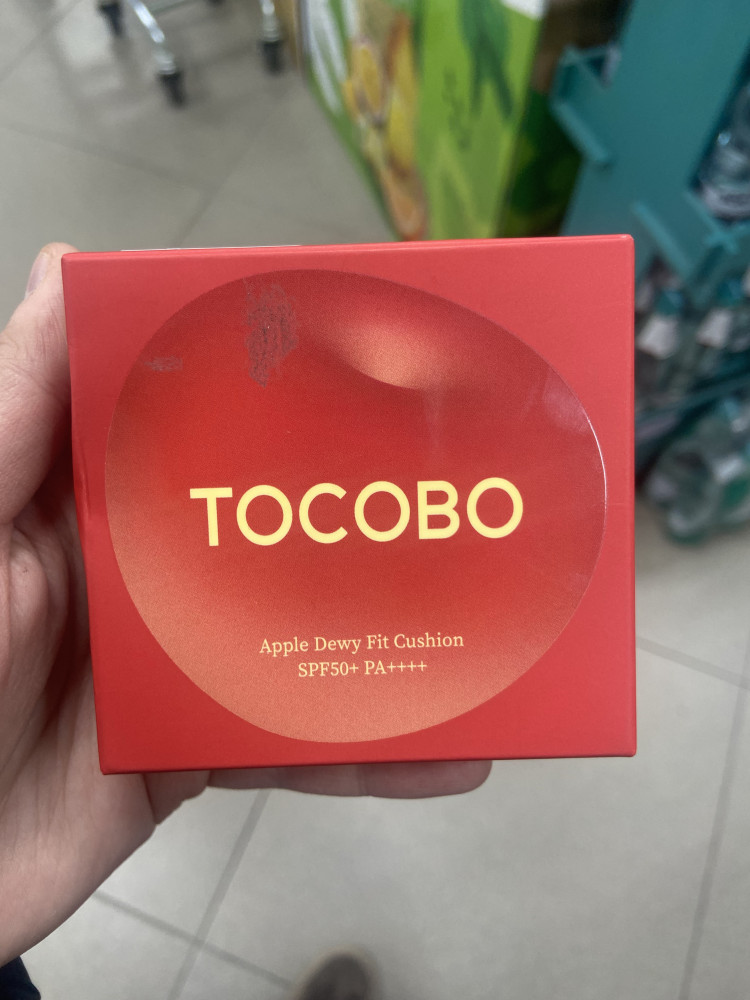 TOCOBO
Apple Dewy Fit Cushion
SPF50+ PA++++